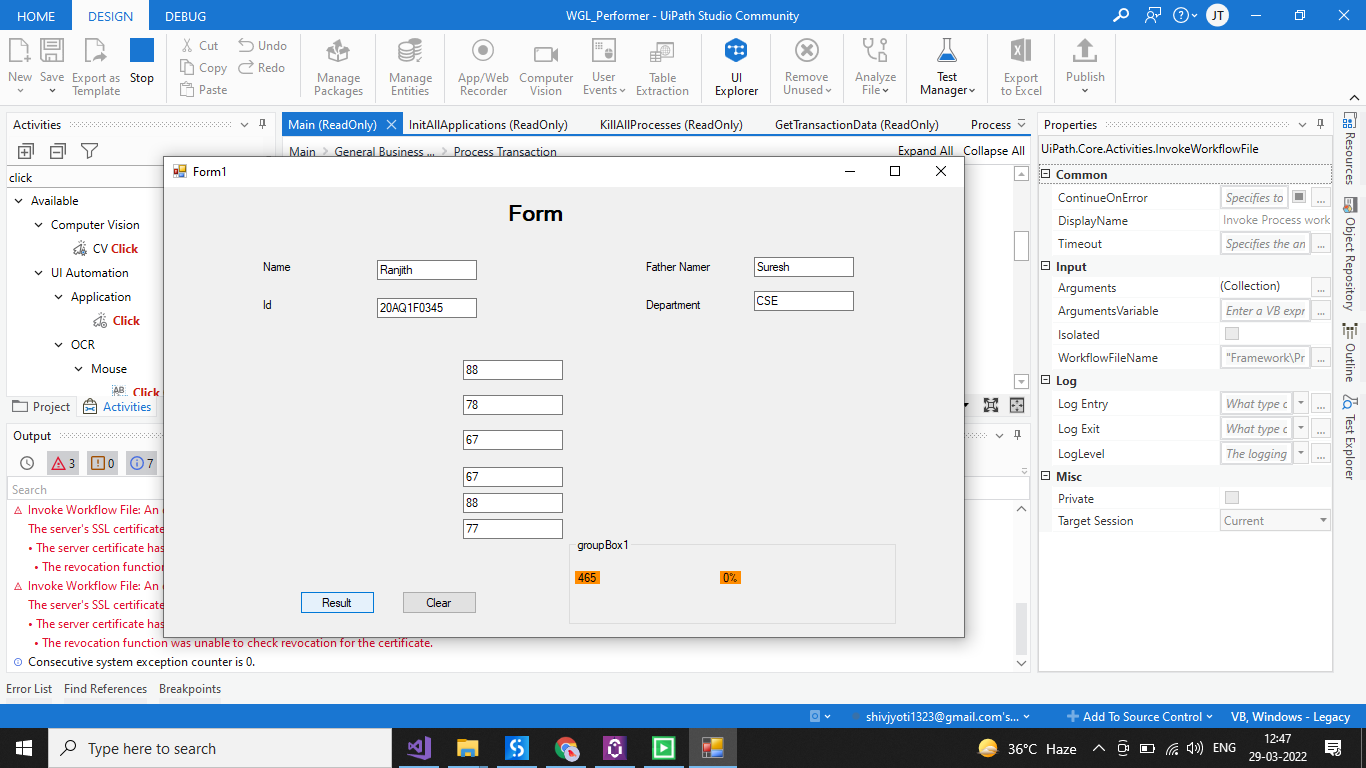 HOME DESIGN DEBUG WGL_Performer - UiPath Studio Community JT
New Save Export as Template Stop
Cut Undo
Copy Redo
Paste
Manage Packages
Manage Entities
App/Web Recorder
Computer Vision
User Events
Table Extraction
UI Explorer
Remove Unused
Analyze File
Test Manager
Export to Excel
Publish
Activities
click
Available
Computer Vision
CV Click
UI Automation
Application
Click
OCR
Mouse
Click
Project Activities
Main (ReadOnly) InitAllApplications (ReadOnly) KillAllProcesses (ReadOnly) GetTransactionData (ReadOnly) Process
Main General Business ... Process Transaction Expand All Collapse All
Form1
Form
Name Ranjith Father Namer Suresh
Id 20AQ1F0345 Department CSE
88
78
67
67
88
77
groupBox1
465 0%
Result Clear
Output
3 0 7
Search
Invoke Workflow File: An
The server's SSL certificate
• The server certificate has
• The revocation function
Invoke Workflow File: An
The server's SSL certificate
• The server certificate has
• The revocation function was unable to check revocation for the certificate.
Consecutive system exception counter is 0.
Error List Find References Breakpoints
Properties
UiPath.Core.Activities.InvokeWorkflowFile
Common
ContinueOnError Specifies to ...
DisplayName Invoke Process work
Timeout Specifies the an ...
Input
Arguments (Collection) ...
ArgumentsVariable Enter a VB expr ...
Isolated
WorkflowFileName "Framework\Pr ...
Log
Log Entry What type c ...
Log Exit What type c ...
LogLevel The logging ...
Misc
Private
Target Session Current
Resources
Object Repository
Outline
Test Explorer
shivjyoti1323@gmail.com's... Add To Source Control VB, Windows - Legacy
Type here to search
36°C Haze ENG 12:47
29-03-2022